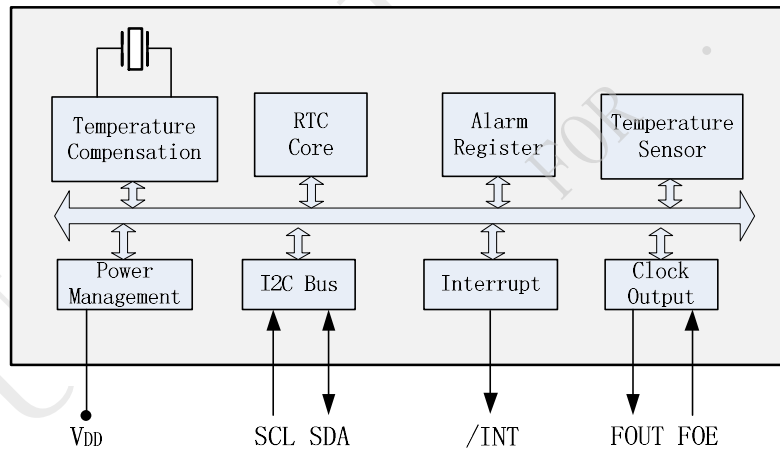 Temperature
Compensation
RTC
Core
Alarm
Register
Temperature
Sensor
Power
Management
I2C Bus
Interrupt
Clock
Output
VDD
SCL SDA
/INT
FOUT FOE
FOR